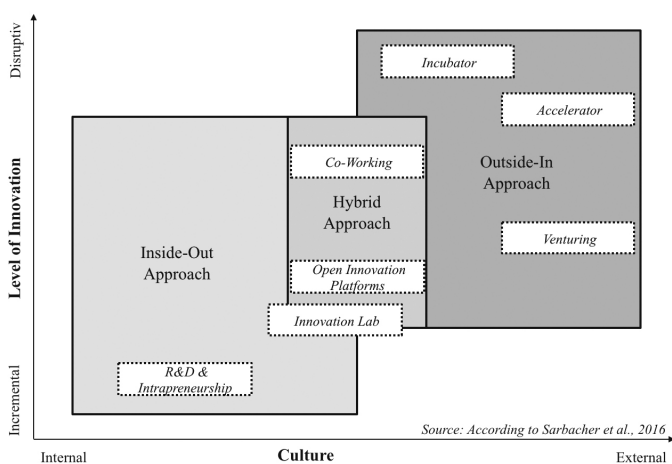 Disruptiv
Level of Innovation
Incremental
Incubator
Accelerator
Co-Working
Outside-In
Approach
Hybrid
Approach
Venturing
Inside-Out
Approach
Open Innovation
Platforms
Innovation Lab
R&D &
Intrapreneurship
Source: According to Sarbacher et al., 2016
Internal
Culture
External